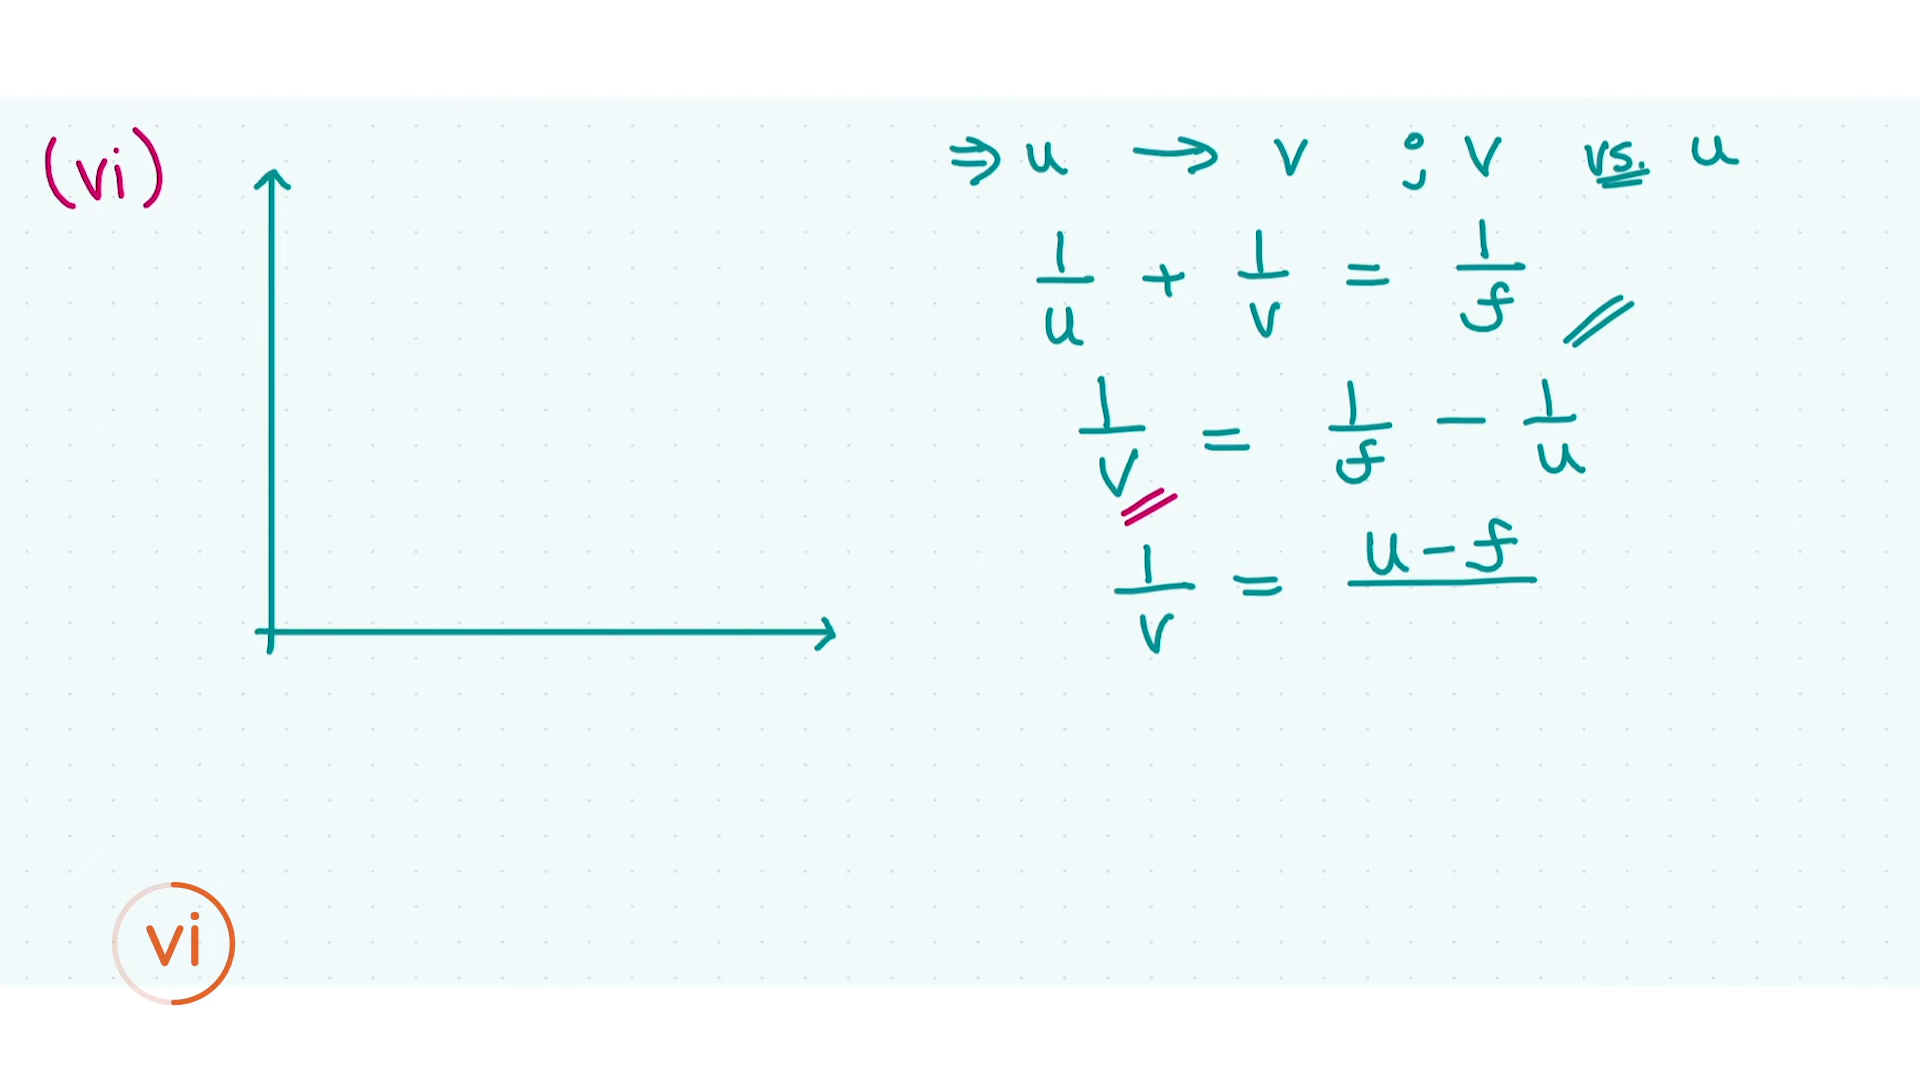 (vi)
⇒ u → v ; v vs. u
1/u + 1/v = 1/f
1/v = 1/f - 1/u
1/v = u - f
vi